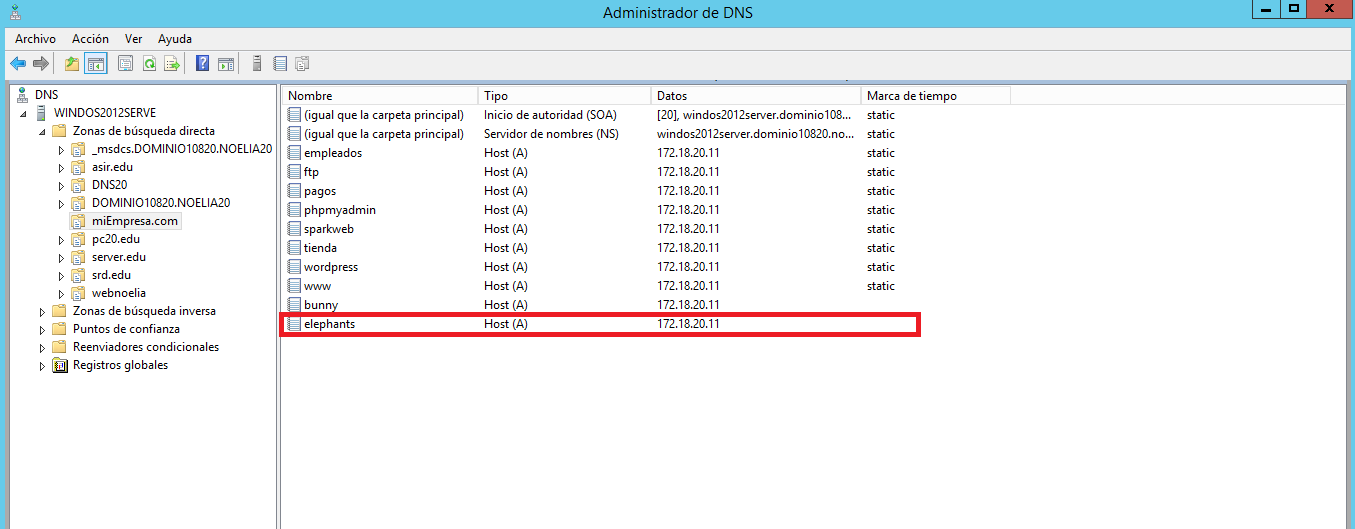 Administrador de DNS
Archivo Acción Ver Ayuda
DNS
WINDOS2012SERVE
Zonas de búsqueda directa
_msdcs.DOMINIO10820.NOELIA20
asir.edu
DNS20
DOMINIO10820.NOELIA20
miEmpresa.com
pc20.edu
server.edu
srd.edu
webnoelia
Zonas de búsqueda inversa
Puntos de confianza
Reenviadores condicionales
Registros globales
Nombre Tipo Datos Marca de tiempo
(igual que la carpeta principal) Inicio de autoridad (SOA) [20], windos2012server.dominio108... static
(igual que la carpeta principal) Servidor de nombres (NS) windos2012server.dominio10820.no... static
empleados Host (A) 172.18.20.11 static
ftp Host (A) 172.18.20.11 static
pagos Host (A) 172.18.20.11 static
phpmyadmin Host (A) 172.18.20.11 static
sparkweb Host (A) 172.18.20.11 static
tienda Host (A) 172.18.20.11 static
wordpress Host (A) 172.18.20.11 static
www Host (A) 172.18.20.11 static
bunny Host (A) 172.18.20.11
elephants Host (A) 172.18.20.11